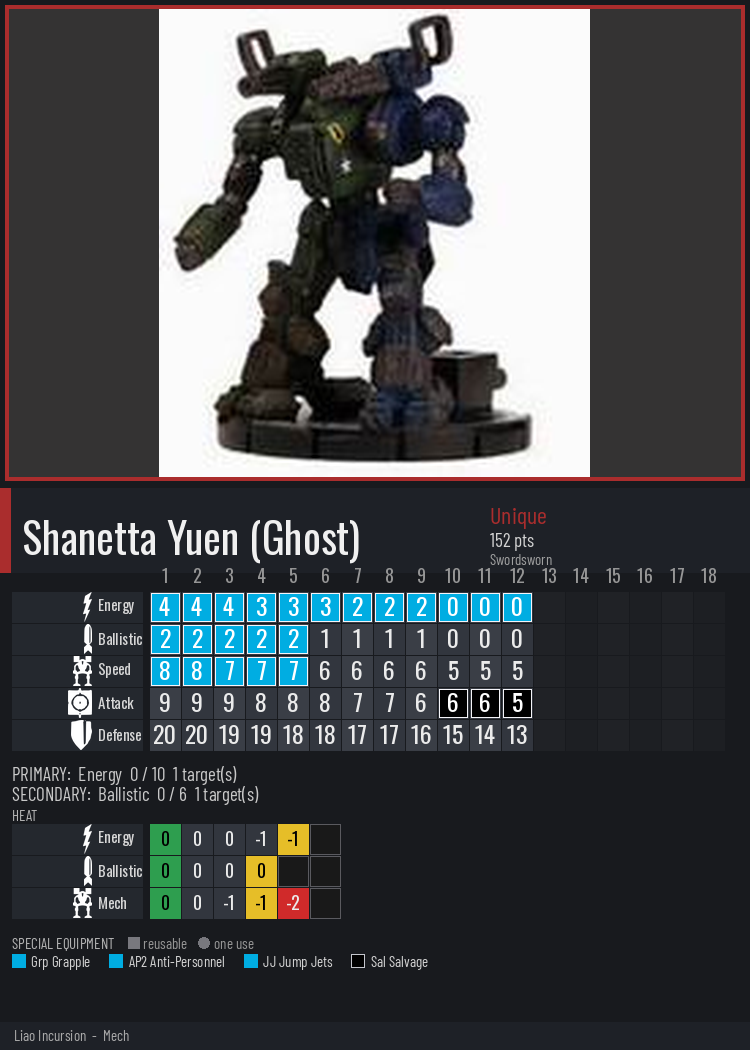 Shanetta Yuen (Ghost)
Unique
152 pts
Swordsworn
1 2 3 4 5 6 7 8 9 10 11 12 13 14 15 16 17 18
Energy 4 4 4 3 3 3 2 2 2 0 0 0
Ballistic 2 2 2 2 2 1 1 1 1 0 0 0
Speed 8 8 7 7 7 6 6 6 6 5 5 5
Attack 9 9 9 8 8 8 7 7 6 6 6 5
Defense 20 20 19 19 18 18 17 17 16 15 14 13
PRIMARY: Energy 0 / 10 1 target(s)
SECONDARY: Ballistic 0 / 6 1 target(s)
HEAT
Energy 0 0 0 -1 -1
Ballistic 0 0 0 0
Mech 0 0 -1 -1 -2
SPECIAL EQUIPMENT reusable one use
Grp Grapple AP2 Anti-Personnel JJ Jump Jets Sal Salvage
Liao Incursion - Mech